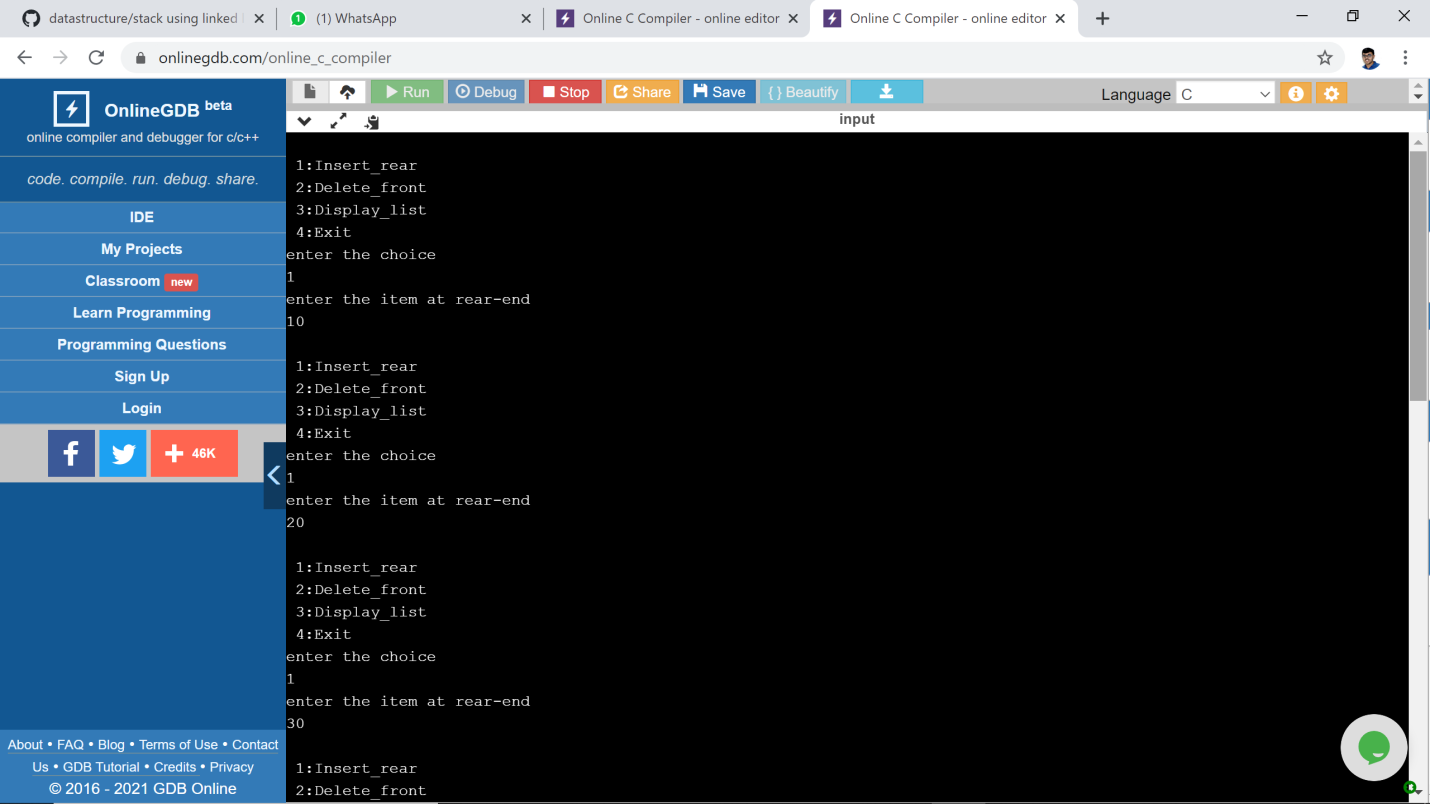 datastructure/stack using linked
(1) WhatsApp
Online C Compiler - online editor
Online C Compiler - online editor
onlinegdb.com/online_c_compiler
OnlineGDB beta
online compiler and debugger for c/c++
code. compile. run. debug. share.
IDE
My Projects
Classroom new
Learn Programming
Programming Questions
Sign Up
Login
46K
About • FAQ • Blog • Terms of Use • Contact
Us • GDB Tutorial • Credits • Privacy
© 2016 - 2021 GDB Online
Run Debug Stop Share Save { } Beautify Language C
input
1:Insert_rear
2:Delete_front
3:Display_list
4:Exit
enter the choice
1
enter the item at rear-end
10
1:Insert_rear
2:Delete_front
3:Display_list
4:Exit
enter the choice
1
enter the item at rear-end
20
1:Insert_rear
2:Delete_front
3:Display_list
4:Exit
enter the choice
1
enter the item at rear-end
30
1:Insert_rear
2:Delete_front